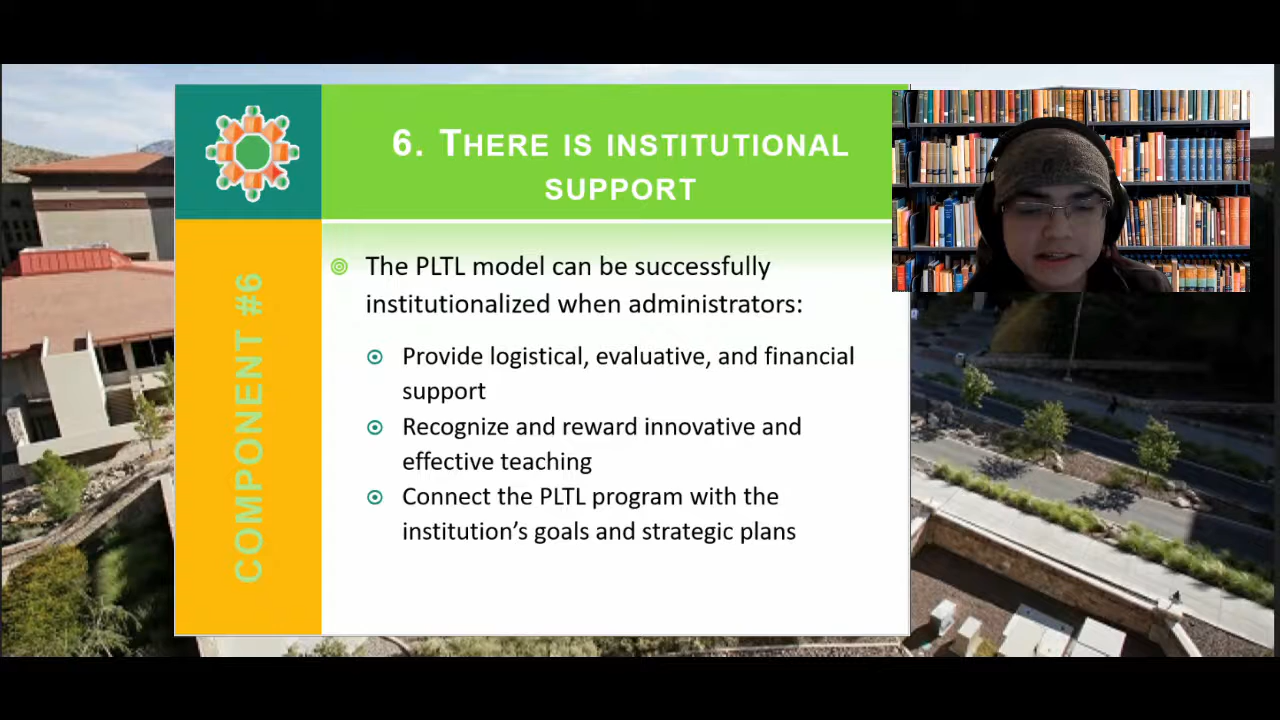 6. THERE IS INSTITUTIONAL
SUPPORT
COMPONENT #6
The PLTL model can be successfully
institutionalized when administrators:
Provide logistical, evaluative, and financial
support
Recognize and reward innovative and
effective teaching
Connect the PLTL program with the
institution’s goals and strategic plans